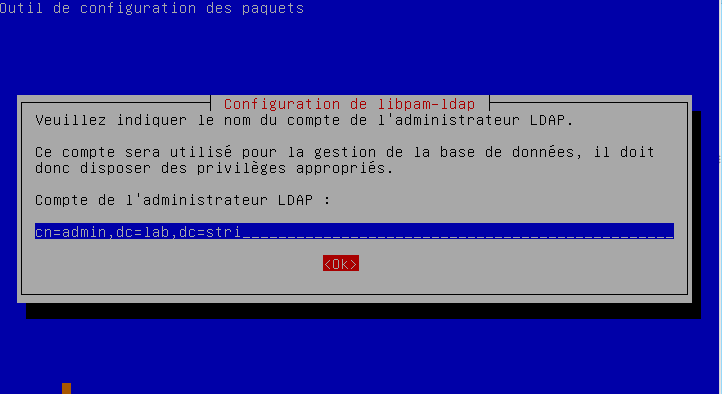 Outil de configuration des paquets
Configuration de libpam-ldap
Veuillez indiquer le nom du compte de l'administrateur LDAP.
Ce compte sera utilisé pour la gestion de la base de données, il doit
donc disposer des privilèges appropriés.
Compte de l'administrateur LDAP :
cn=admin,dc=lab,dc=stri________________________________________________
<Ok>